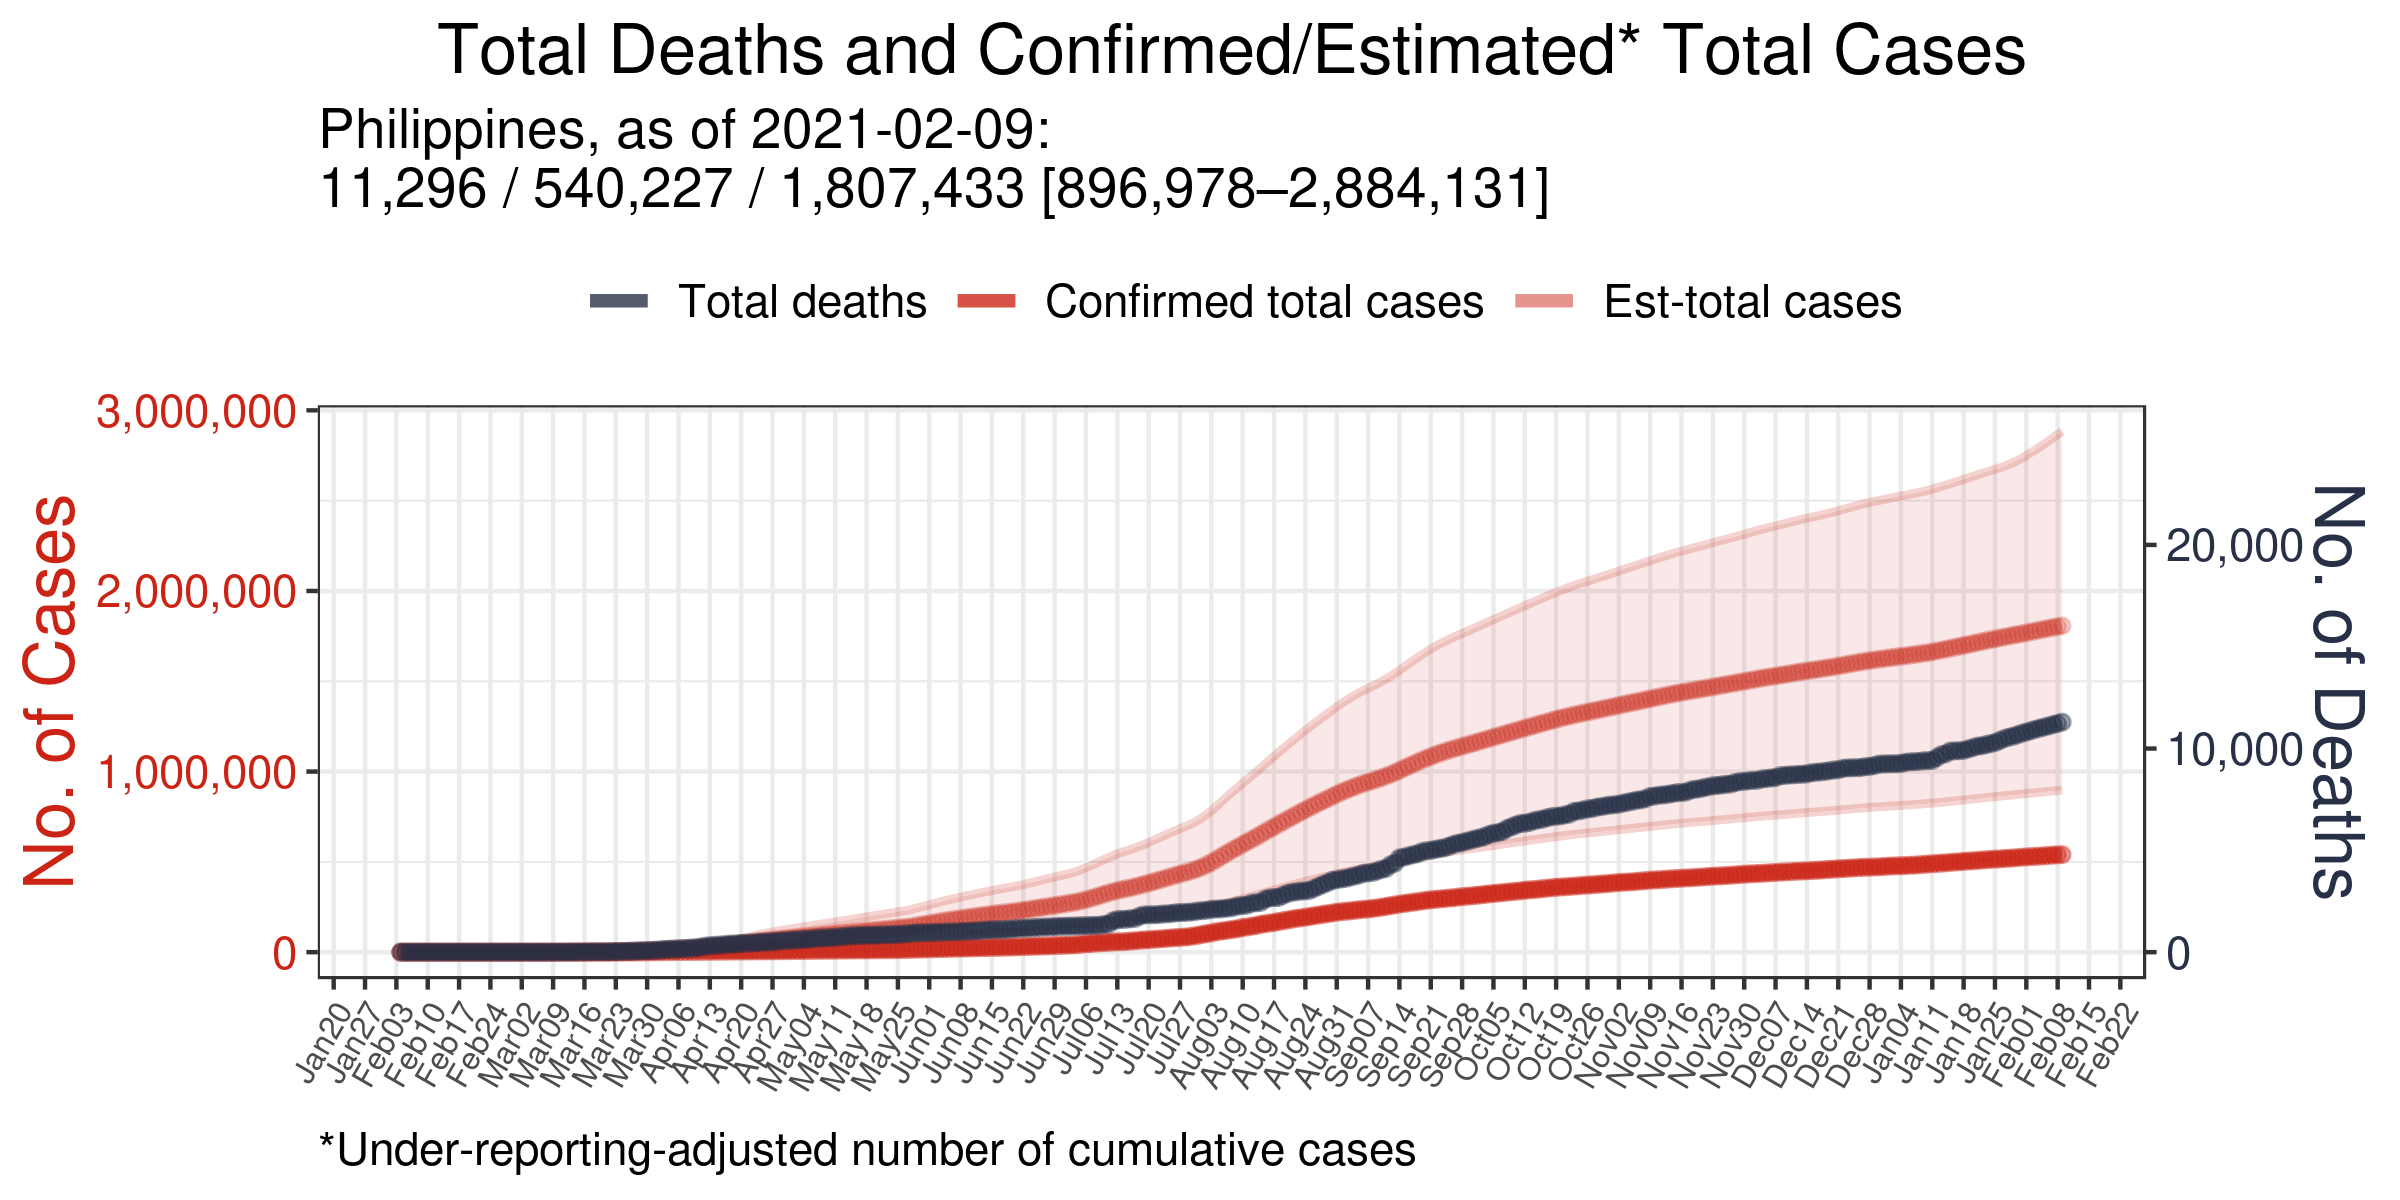 Total Deaths and Confirmed/Estimated* Total Cases
Philippines, as of 2021-02-09:
11,296 / 540,227 / 1,807,433 [896,978–2,884,131]
Total deaths
Confirmed total cases
Est-total cases
No. of Cases
3,000,000
2,000,000
1,000,000
0
20,000
10,000
0
No. of Deaths
Jan20
Jan27
Feb03
Feb10
Feb17
Feb24
Mar02
Mar09
Mar16
Mar23
Mar30
Apr06
Apr13
Apr20
Apr27
May04
May11
May18
May25
Jun01
Jun08
Jun15
Jun22
Jun29
Jul06
Jul13
Jul20
Jul27
Aug03
Aug10
Aug17
Aug24
Aug31
Sep07
Sep14
Sep21
Sep28
Oct05
Oct12
Oct19
Oct26
Nov02
Nov09
Nov16
Nov23
Nov30
Dec07
Dec14
Dec21
Dec28
Jan04
Jan11
Jan18
Jan25
Feb01
Feb08
Feb15
Feb22
*Under-reporting-adjusted number of cumulative cases